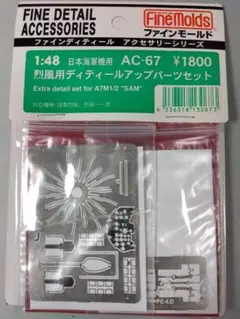 FINE DETAIL
ACCESSORIES
FineMolds
ファインディティール アクセサリーシリーズ
ファインモールド
1:48 日本海軍機用 AC-67 ¥1800
烈風用ディティールアップパーツセット
Extra detail set for A7M1/2 "SAM"
4 536318 130673